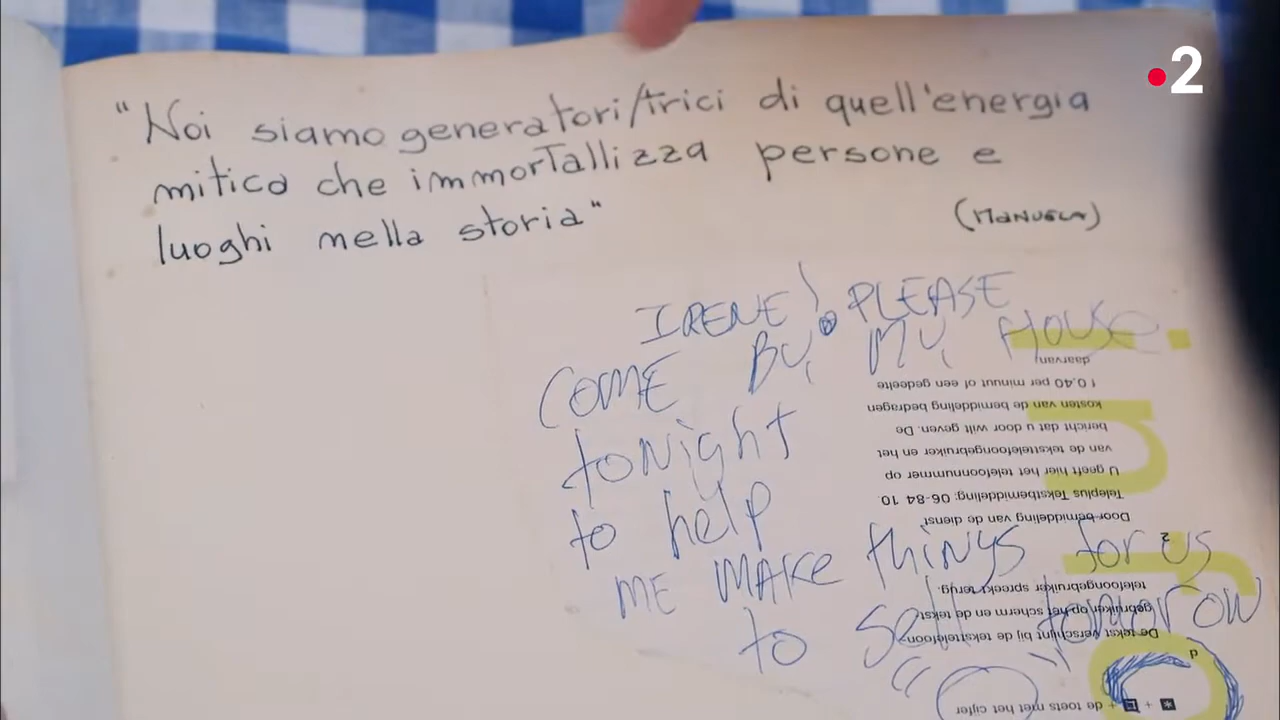 2
"Noi siamo generatori/trici di quell'energia
mitica che immortallizza persone e
luoghi nella storia"
(MANUELA)
IRENE! PLEASE
COME BY MY HOUSE.
tonight
to help
ME MAKE things for us
to sell tomorrow
daarvan.
f 0,40 per minuut of een gedeelte
kosten van de bemiddeling bedragen
bericht dat u door wilt geven. De
van de teksttelefoongebruiker en het
U geeft hier het telefoonnummer op
Teleplus Tekstbemiddeling: 06-84 10.
Door bemiddeling van de dienst
2
telefoongebruiker spreekt terug.
gebruiker op het scherm en de tekst
De tekst verschijnt bij de teksttelefoon
d
+ + de toets met het cijfer